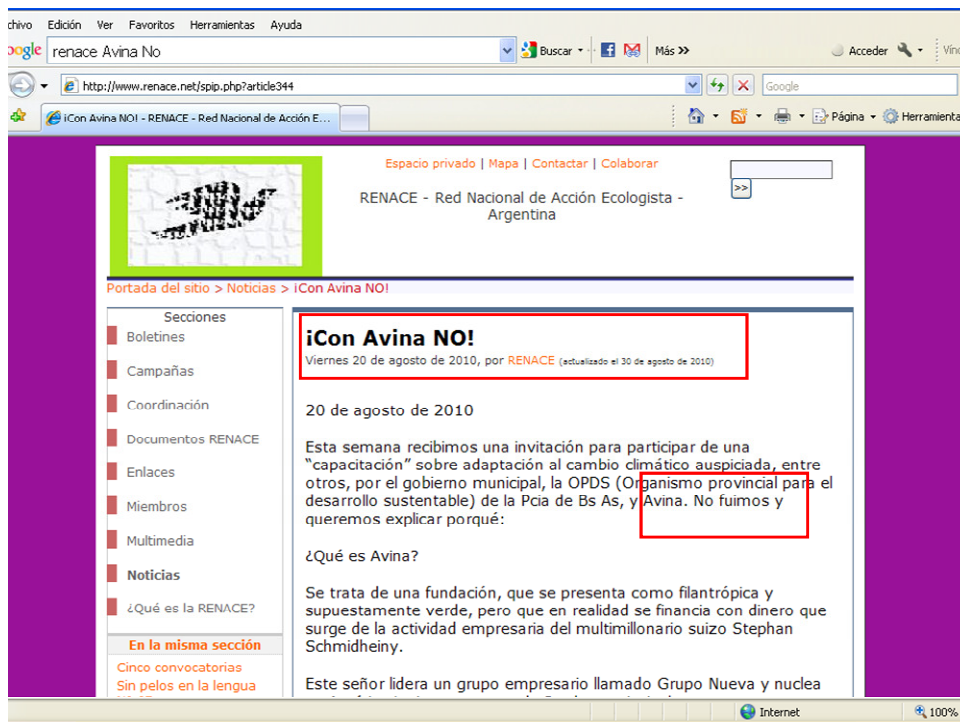 chivo Edición Ver Favoritos Herramientas Ayuda
oogle renace Avina No Buscar Más >> Acceder Vínc
http://www.renace.net/spip.php?article344 Google
¡Con Avina NO! - RENACE - Red Nacional de Acción E... Página Herramienta
Espacio privado | Mapa | Contactar | Colaborar
>>
RENACE - Red Nacional de Acción Ecologista -
Argentina
Portada del sitio > Noticias > ¡Con Avina NO!
Secciones
Boletines
Campañas
Coordinación
Documentos RENACE
Enlaces
Miembros
Multimedia
Noticias
¿Qué es la RENACE?
En la misma sección
Cinco convocatorias
Sin pelos en la lengua
¡Con Avina NO!
Viernes 20 de agosto de 2010, por RENACE (actualizado el 30 de agosto de 2010)
20 de agosto de 2010
Esta semana recibimos una invitación para participar de una
“capacitación” sobre adaptación al cambio climático auspiciada, entre
otros, por el gobierno municipal, la OPDS (Organismo provincial para el
desarrollo sustentable) de la Pcia de Bs As, y Avina. No fuimos y
queremos explicar porqué:
¿Qué es Avina?
Se trata de una fundación, que se presenta como filantrópica y
supuestamente verde, pero que en realidad se financia con dinero que
surge de la actividad empresaria del multimillonario suizo Stephan
Schmidheiny.
Este señor lidera un grupo empresario llamado Grupo Nueva y nuclea
Internet 100%